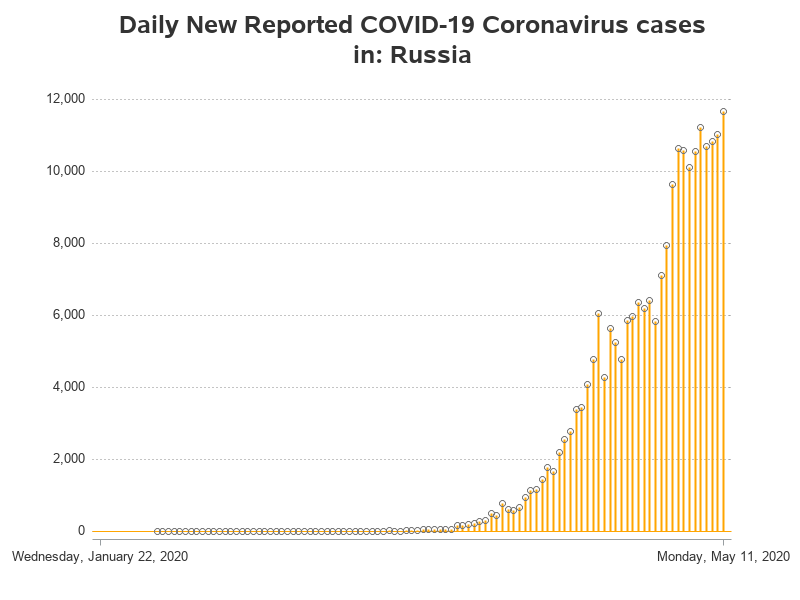 Daily New Reported COVID-19 Coronavirus cases
in: Russia
12,000
10,000
8,000
6,000
4,000
2,000
0
Wednesday, January 22, 2020 Monday, May 11, 2020